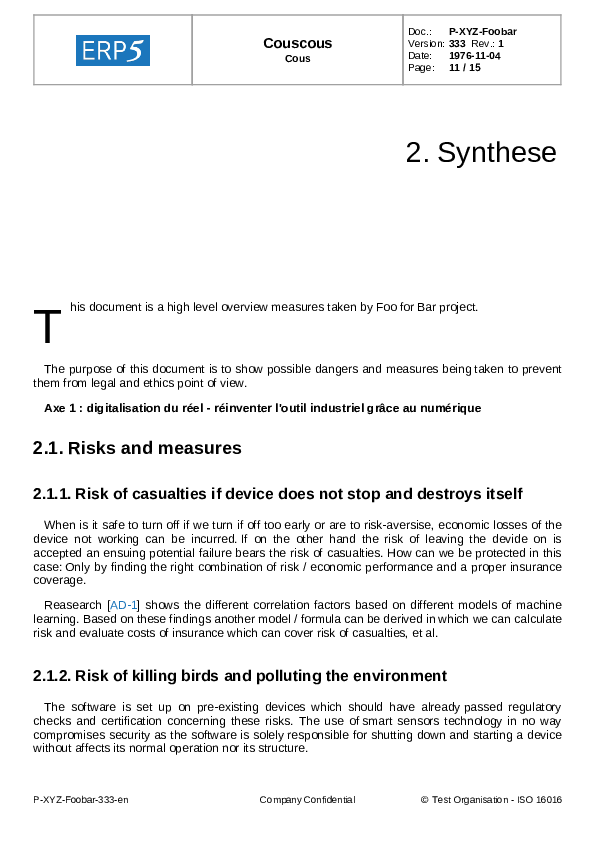 ERP5
Couscous
Cous
Doc.: P-XYZ-Foobar
Version: 333 Rev.: 1
Date: 1976-11-04
Page: 11 / 15
2. Synthese
This document is a high level overview measures taken by Foo for Bar project.
The purpose of this document is to show possible dangers and measures being taken to prevent
them from legal and ethics point of view.
Axe 1 : digitalisation du réel - réinventer l'outil industriel grâce au numérique
2.1. Risks and measures
2.1.1. Risk of casualties if device does not stop and destroys itself
When is it safe to turn off if we turn if off too early or are to risk-aversise, economic losses of the
device not working can be incurred. If on the other hand the risk of leaving the devide on is
accepted an ensuing potential failure bears the risk of casualties. How can we be protected in this
case: Only by finding the right combination of risk / economic performance and a proper insurance
coverage.
Reasearch [AD-1] shows the different correlation factors based on different models of machine
learning. Based on these findings another model / formula can be derived in which we can calculate
risk and evaluate costs of insurance which can cover risk of casualties, et al.
2.1.2. Risk of killing birds and polluting the environment
The software is set up on pre-existing devices which should have already passed regulatory
checks and certification concerning these risks. The use of smart sensors technology in no way
compromises security as the software is solely responsible for shutting down and starting a device
without affects its normal operation nor its structure.
P-XYZ-Foobar-333-en
Company Confidential
© Test Organisation - ISO 16016